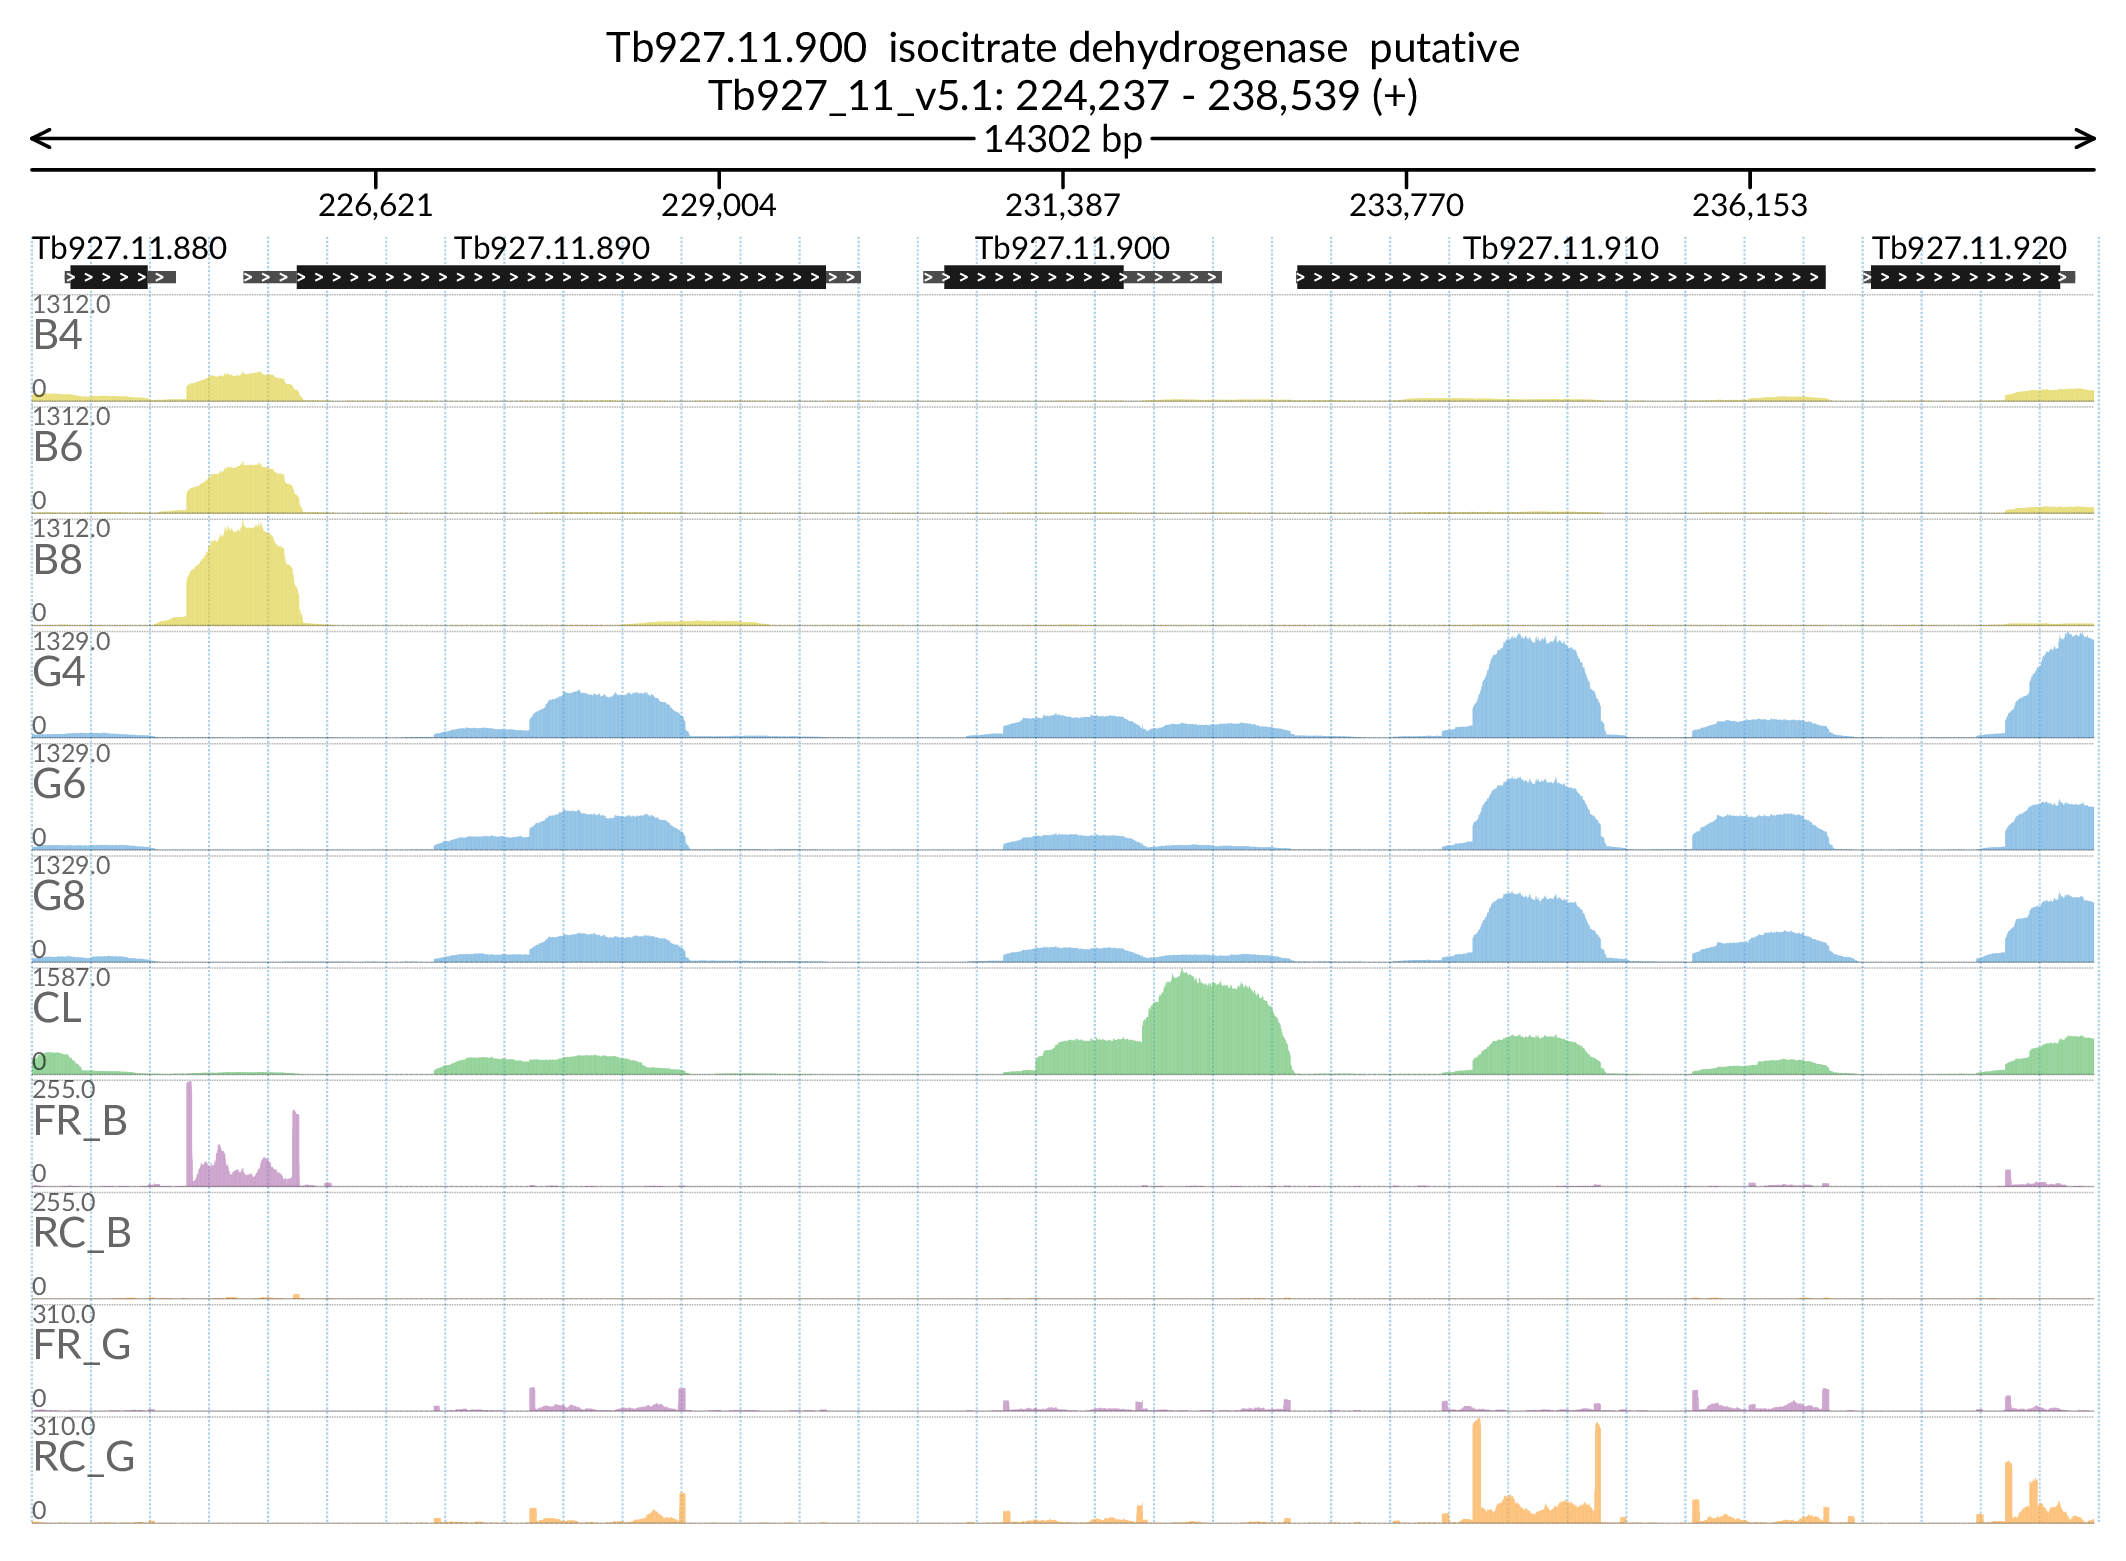 Tb927.11.900  isocitrate dehydrogenase  putative
Tb927_11_v5.1: 224,237 - 238,539 (+)
14302 bp
226,621 229,004 231,387 233,770 236,153
Tb927.11.880 Tb927.11.890 Tb927.11.900 Tb927.11.910 Tb927.11.920
1312.0
B4
0
1312.0
B6
0
1312.0
B8
0
1329.0
G4
0
1329.0
G6
0
1329.0
G8
0
1587.0
CL
0
255.0
FR_B
0
255.0
RC_B
0
310.0
FR_G
0
310.0
RC_G
0